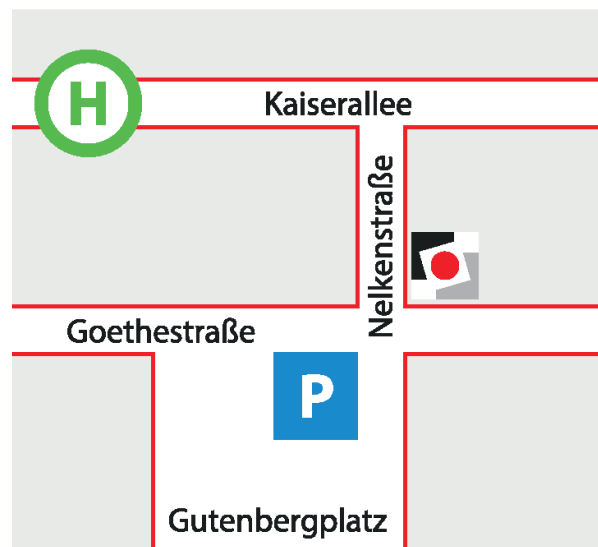 H
Kaiserallee
Nelkenstraße
Goethestraße
P
Gutenbergplatz